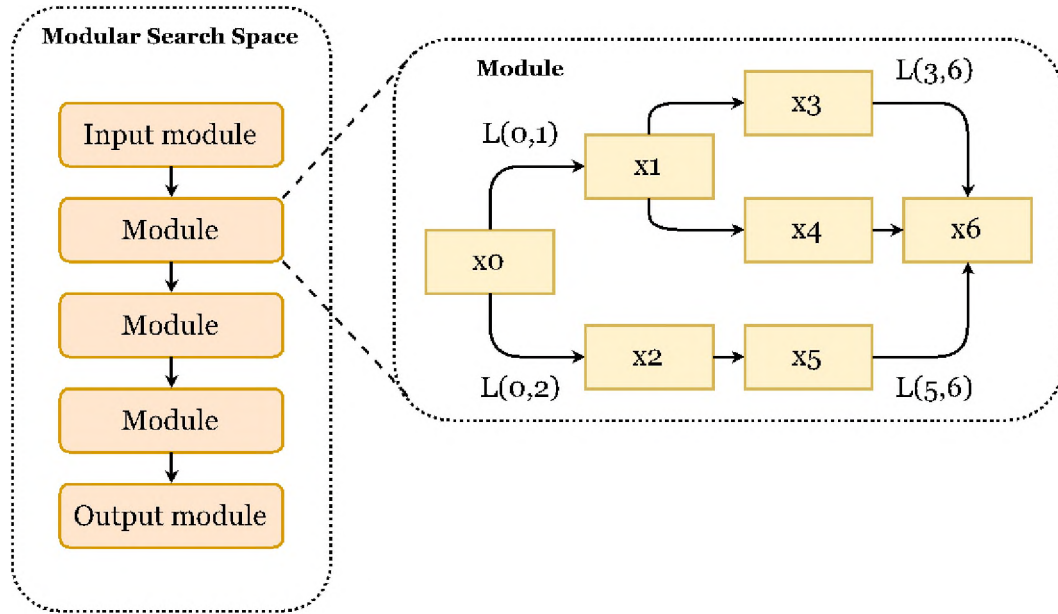 Modular Search Space
Input module
Module
Module
Module
Output module
Module
L(0,1)
L(3,6)
x0
x1
x3
x4
x6
x2
x5
L(0,2)
L(5,6)